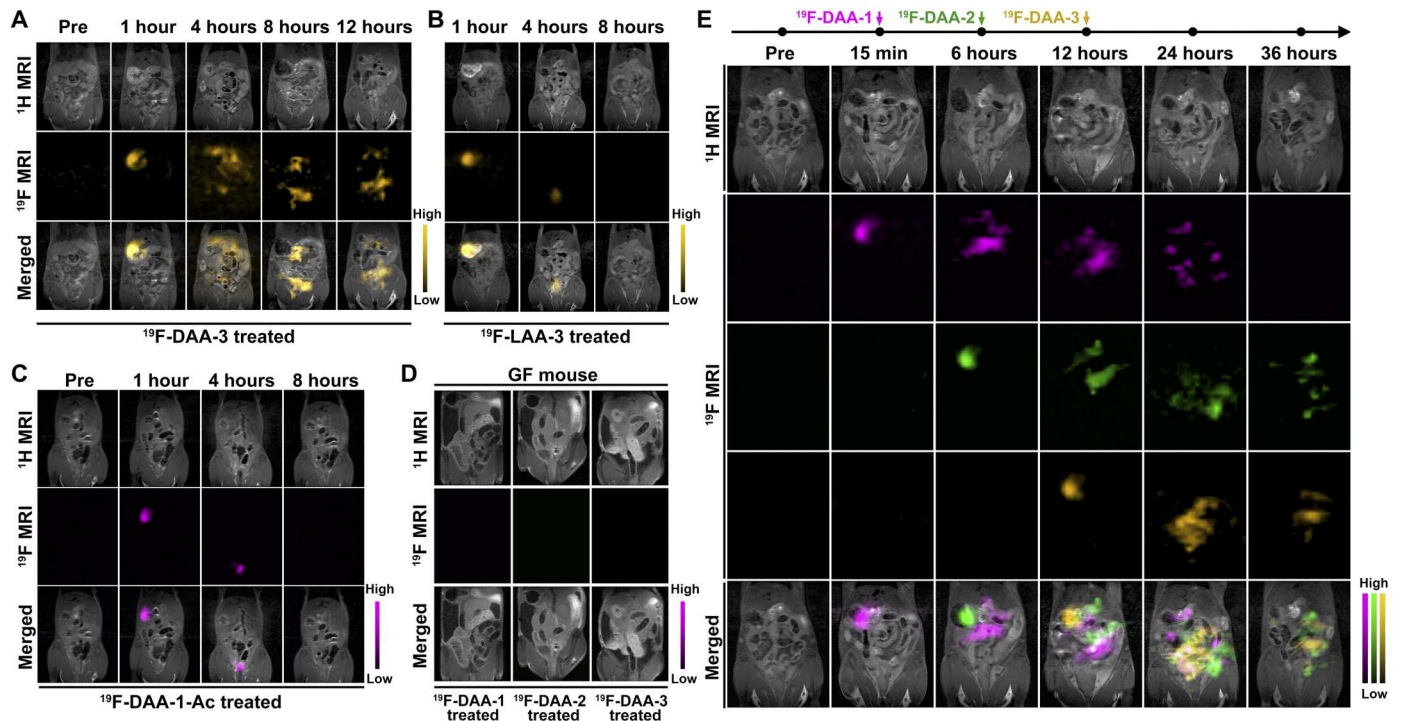 A
Pre 1 hour 4 hours 8 hours 12 hours
¹H MRI
¹⁹F MRI
Merged
High
Low
¹⁹F-DAA-3 treated
B
1 hour 4 hours 8 hours
High
Low
¹⁹F-LAA-3 treated
C
Pre 1 hour 4 hours 8 hours
¹H MRI
¹⁹F MRI
Merged
High
Low
¹⁹F-DAA-1-Ac treated
D
GF mouse
¹H MRI
¹⁹F MRI
Merged
High
Low
¹⁹F-DAA-1 ¹⁹F-DAA-2 ¹⁹F-DAA-3
treated treated treated
E
¹⁹F-DAA-1 ¹⁹F-DAA-2 ¹⁹F-DAA-3
Pre 15 min 6 hours 12 hours 24 hours 36 hours
¹H MRI
¹⁹F MRI
Merged
High
Low